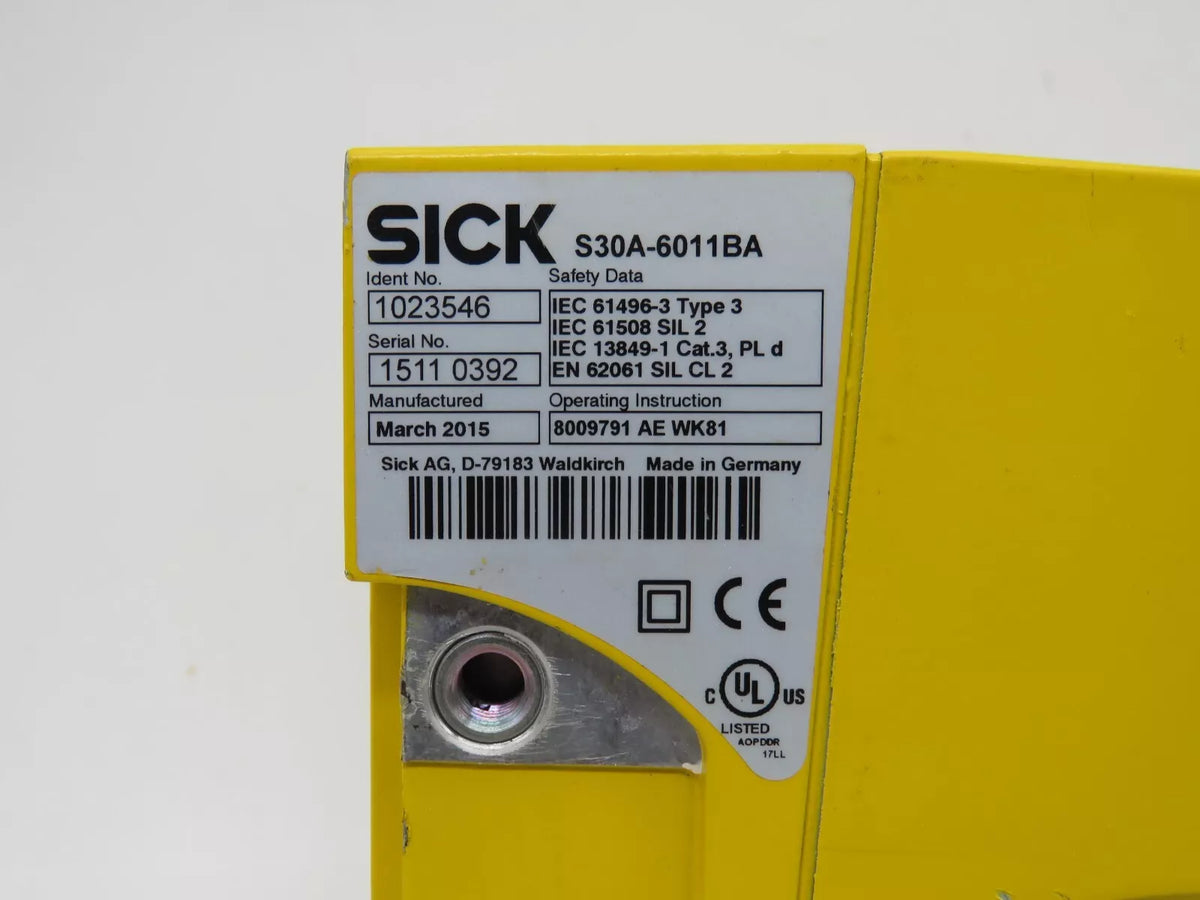 SICK S30A-6011BA
Ident No.
1023546
Safety Data
IEC 61496-3 Type 3
IEC 61508 SIL 2
IEC 13849-1 Cat.3, PL d
EN 62061 SIL CL 2
Serial No.
1511 0392
Manufactured
March 2015
Operating Instruction
8009791 AE WK81
Sick AG, D-79183 Waldkirch Made in Germany
CE
C UL US
LISTED
AOPDDR
17LL